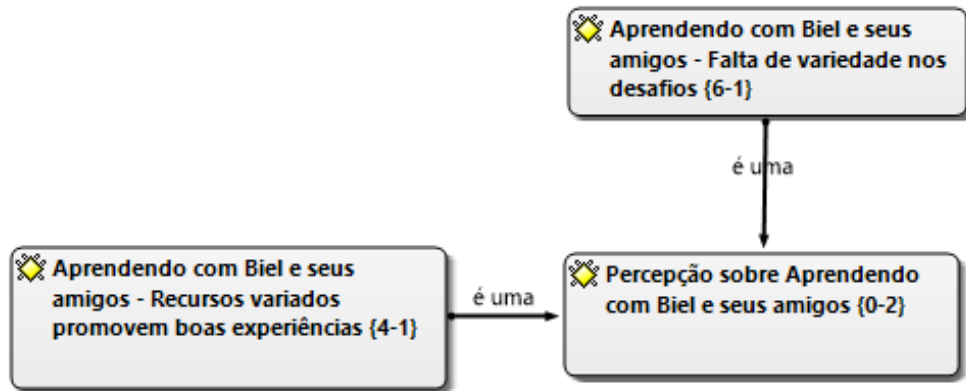 Aprendendo com Biel e seus
amigos - Falta de variedade nos
desafios {6-1}
é uma
Aprendendo com Biel e seus
amigos - Recursos variados
promovem boas experiências {4-1}
é uma
Percepção sobre Aprendendo
com Biel e seus amigos {0-2}